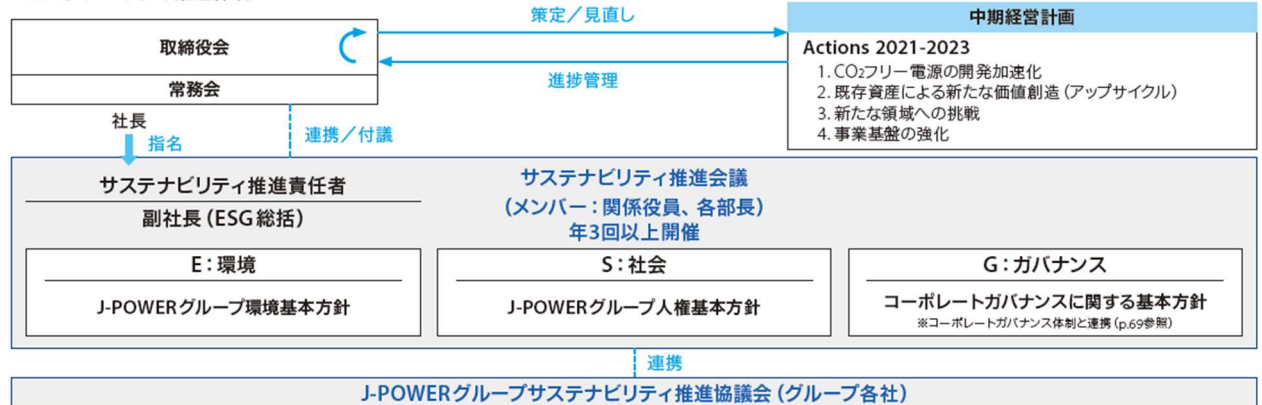 取締役会
常務会
策定／見直し
進捗管理
中期経営計画
Actions 2021-2023
1. CO₂フリー電源の開発加速化
2. 既存資産による新たな価値創造（アップサイクル）
3. 新たな領域への挑戦
4. 事業基盤の強化
社長
指名
連携／付議
サステナビリティ推進責任者
副社長（ESG総括）
サステナビリティ推進会議
（メンバー：関係役員、各部長）
年3回以上開催
E：環境
J-POWERグループ環境基本方針
S：社会
J-POWERグループ人権基本方針
G：ガバナンス
コーポレートガバナンスに関する基本方針
※コーポレートガバナンス体制と連携（p.69参照）
連携
J-POWERグループサステナビリティ推進協議会（グループ各社）